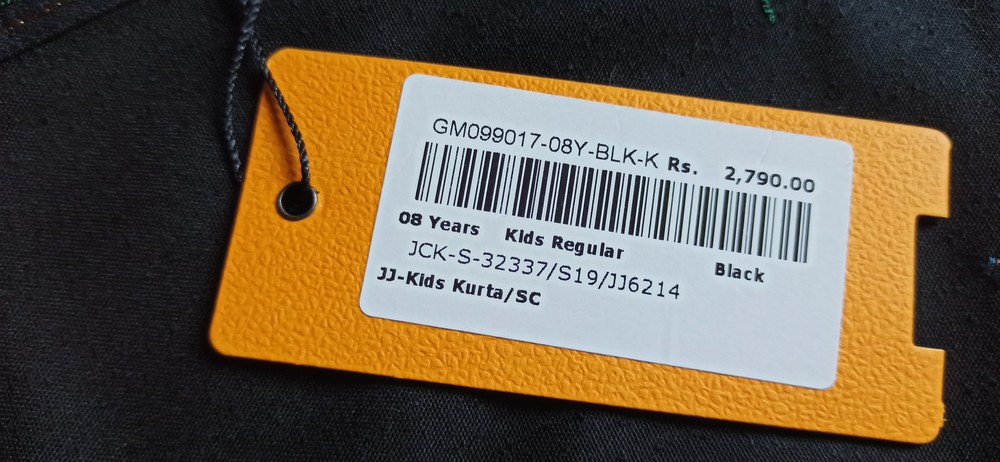 GM099017-08Y-BLK-K Rs. 2,790.00
08 Years Kids Regular Black
JCK-S-32337/S19/JJ6214
JJ-Kids Kurta/SC